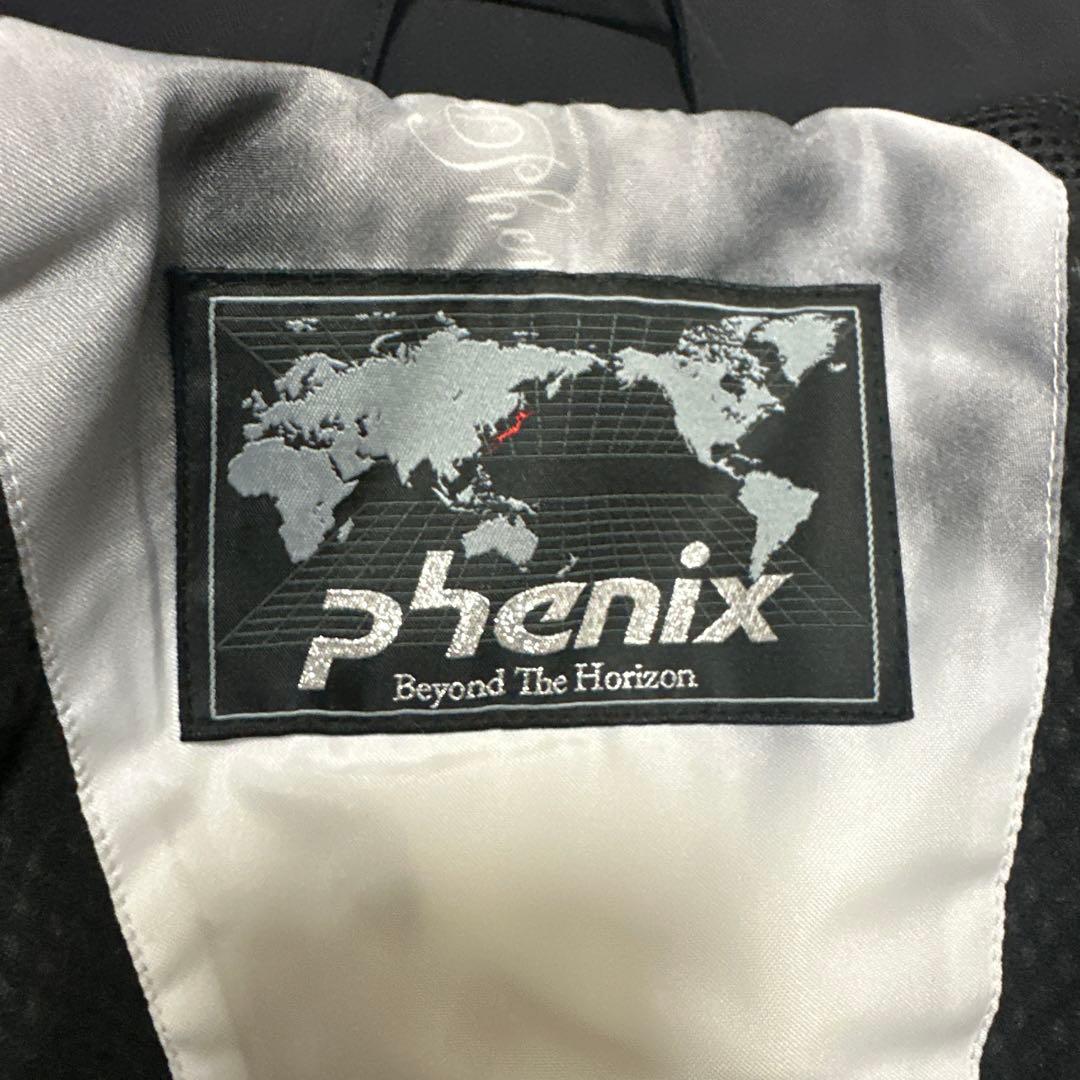 phenix
Beyond The Horizon